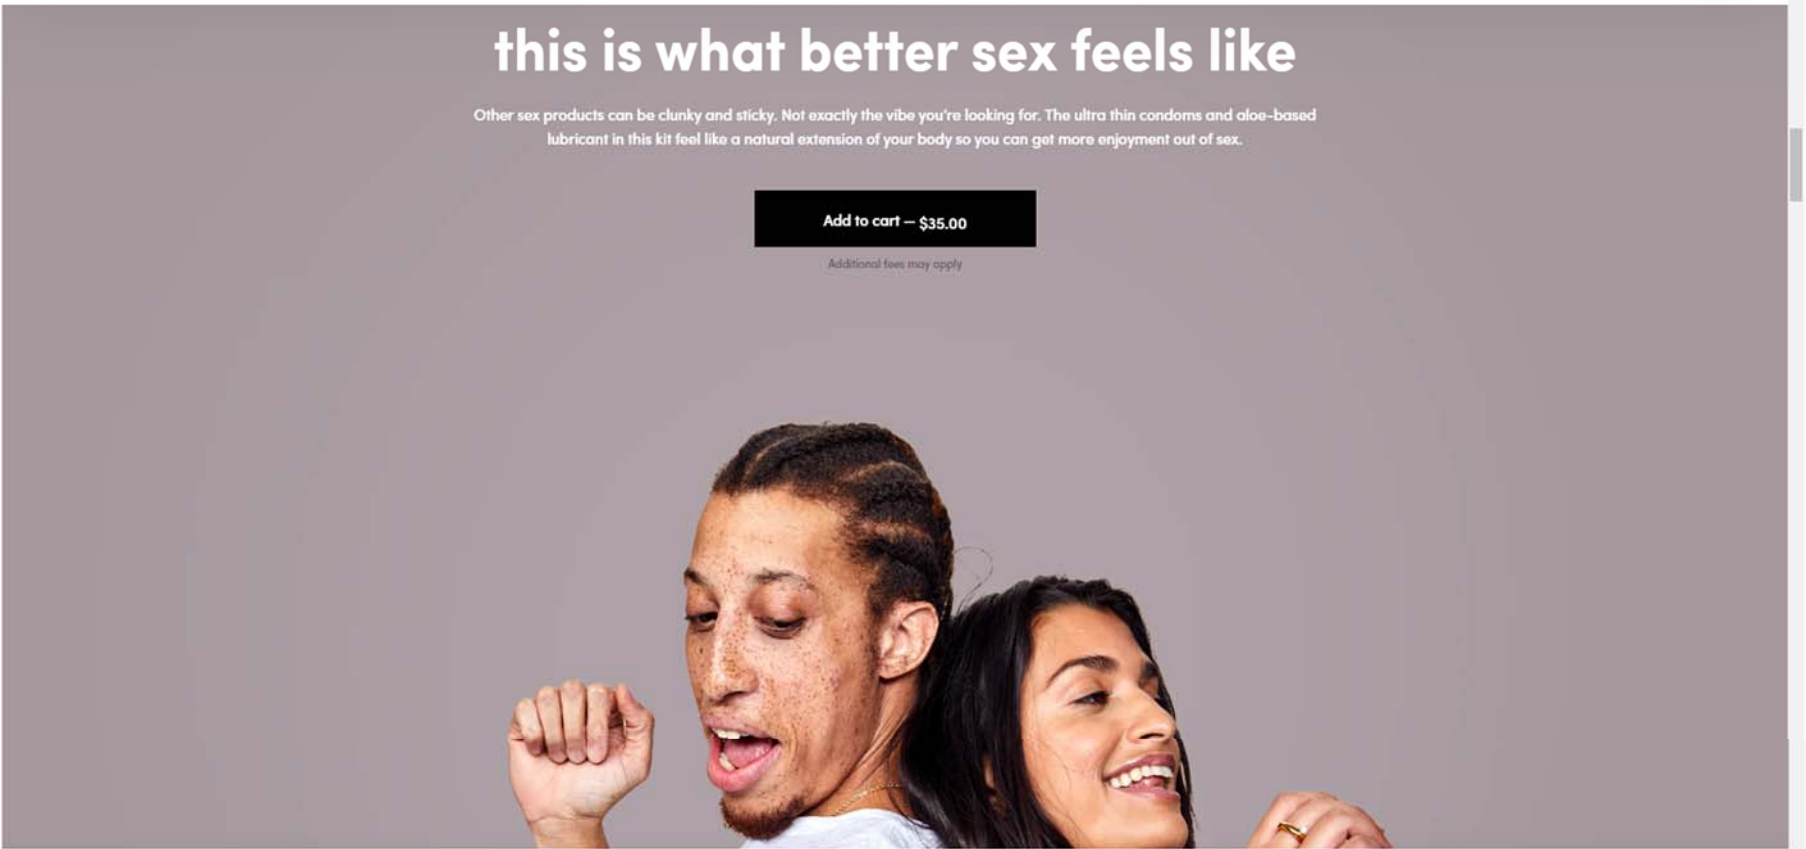 this is what better sex feels like
Other sex products can be clunky and sticky. Not exactly the vibe you're looking for. The ultra thin condoms and aloe-based
lubricant in this kit feel like a natural extension of your body so you can get more enjoyment out of sex.
Add to cart — $35.00
Additional fees may apply